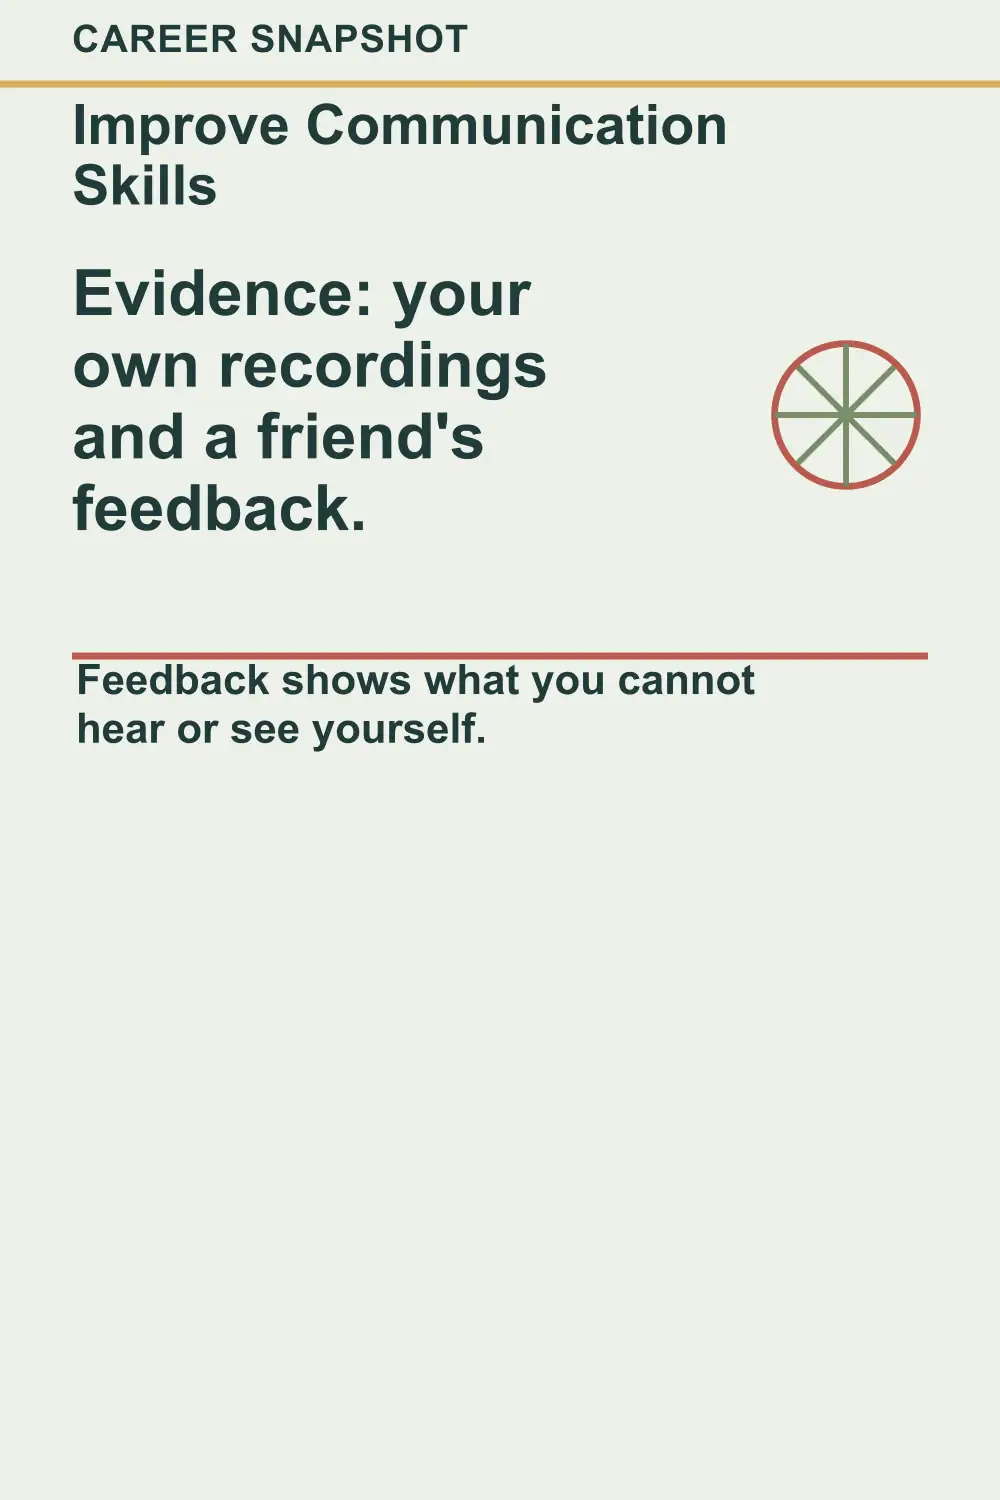 CAREER SNAPSHOT
Improve Communication
Skills
Evidence: your
own recordings
and a friend's
feedback.
Feedback shows what you cannot
hear or see yourself.